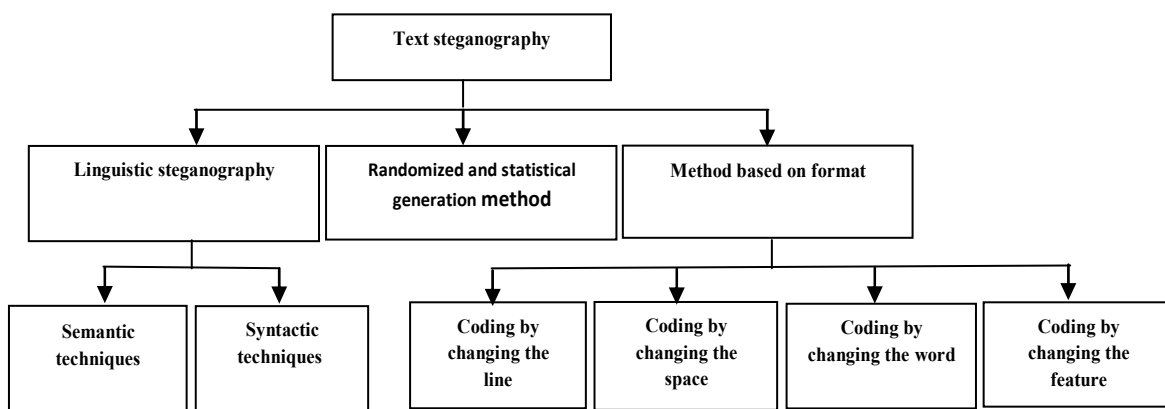 Text steganography
Linguistic steganography
Randomized and statistical
generation method
Method based on format
Semantic
techniques
Syntactic
techniques
Coding by
changing the
line
Coding by
changing the
space
Coding by
changing the word
Coding by
changing the
feature